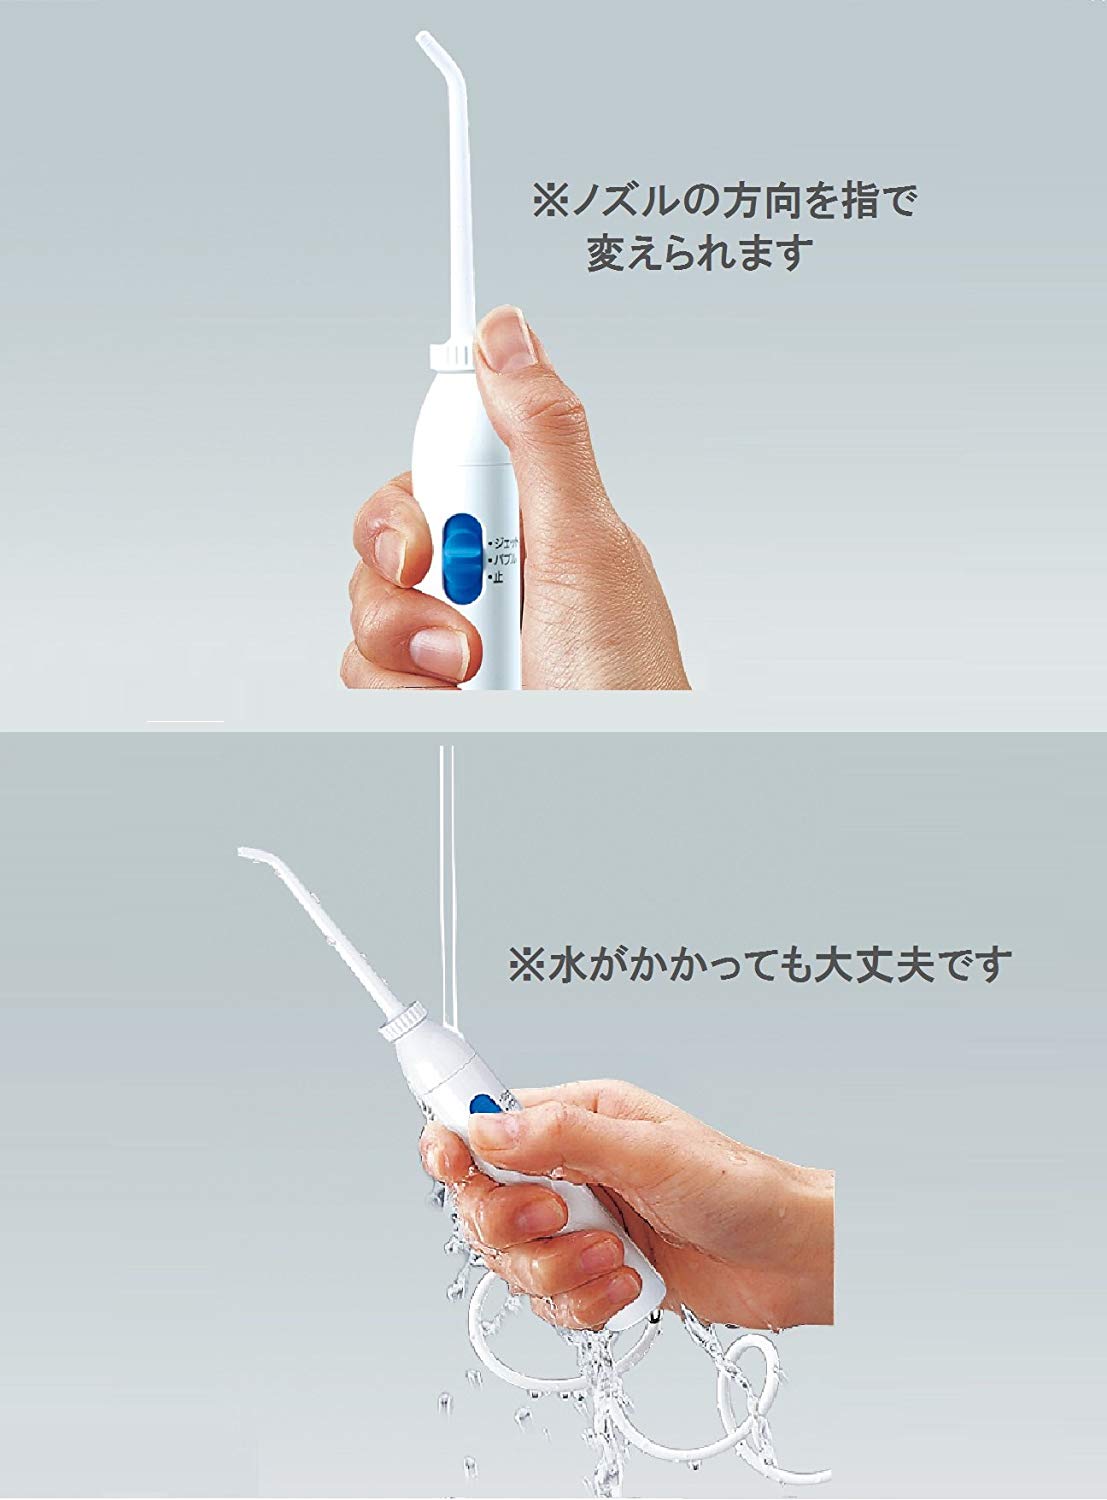 ※ノズルの方向を指で
変えられます
・ジェット
・バブル
・止
※水がかかっても大丈夫です